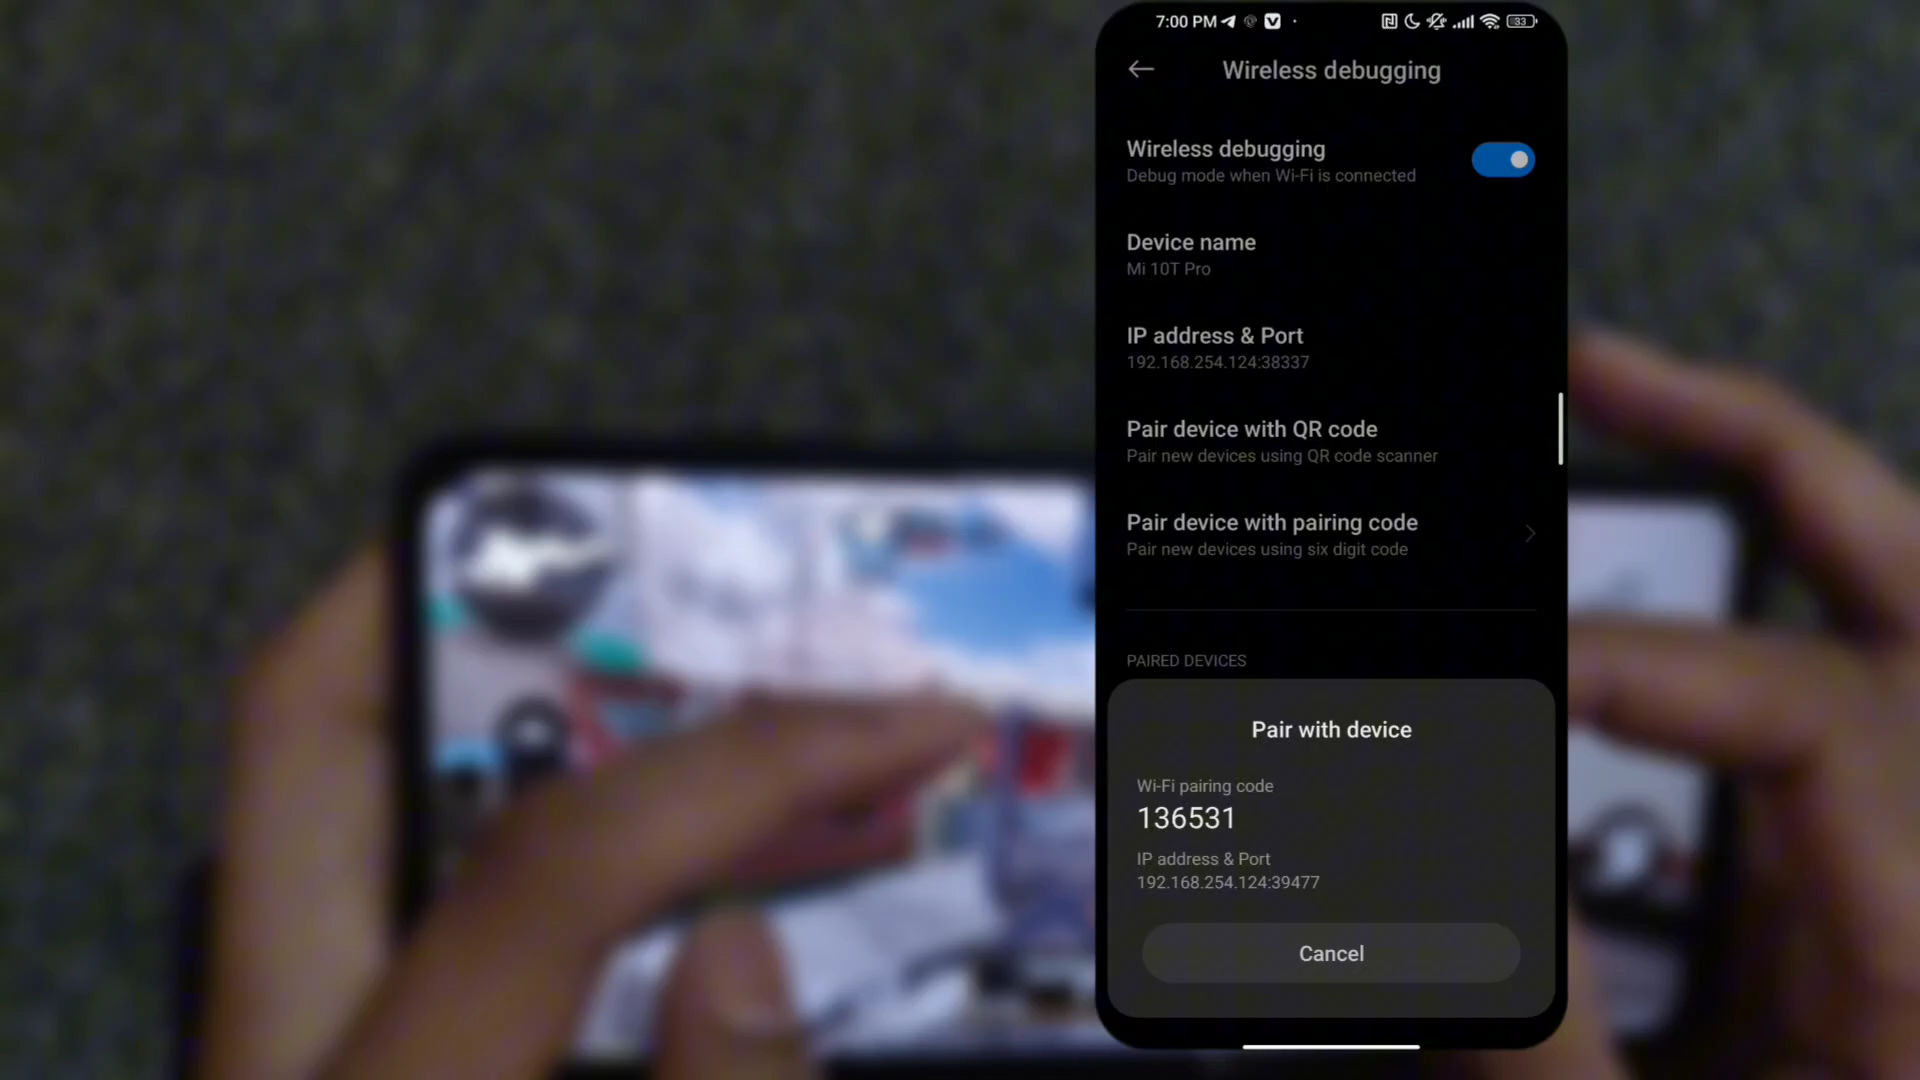 7:00 PM
33
Wireless debugging
Wireless debugging
Debug mode when Wi-Fi is connected
Device name
Mi 10T Pro
IP address & Port
192.168.254.124:38337
Pair device with QR code
Pair new devices using QR code scanner
Pair device with pairing code
Pair new devices using six digit code
PAIRED DEVICES
Pair with device
Wi-Fi pairing code
136531
IP address & Port
192.168.254.124:39477
Cancel